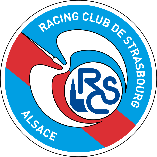 RACING CLUB DE STRASBOURG
RCS
ALSACE